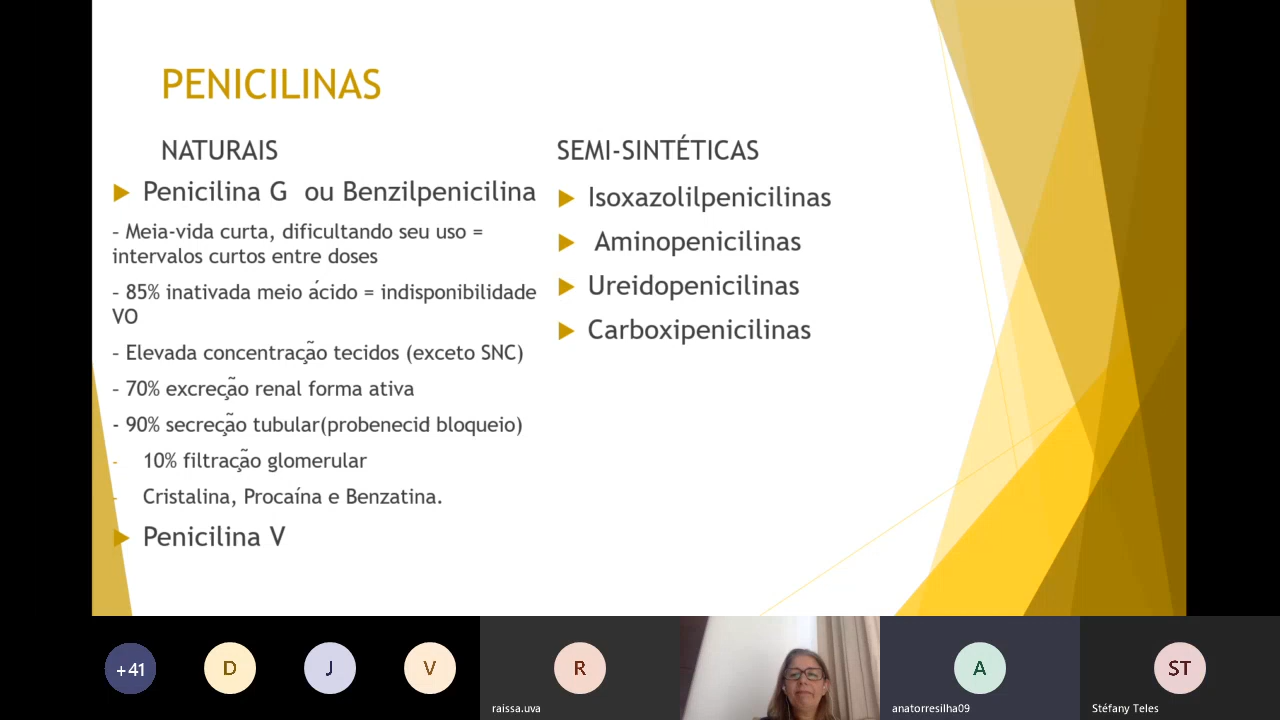 PENICILINAS
NATURAIS
Penicilina G ou Benzilpenicilina
- Meia-vida curta, dificultando seu uso =
intervalos curtos entre doses
- 85% inativada meio ácido = indisponibilidade
VO
- Elevada concentração tecidos (exceto SNC)
- 70% excreção renal forma ativa
- 90% secreção tubular(probenecid bloqueio)
- 10% filtração glomerular
- Cristalina, Procaína e Benzatina.
Penicilina V
SEMI-SINTÉTICAS
Isoxazolilpenicilinas
Aminopenicilinas
Ureidopenicilinas
Carboxipenicilinas
+41
D
J
V
R
raissa.uva
A
anatorresilha09
ST
Stéfany Teles